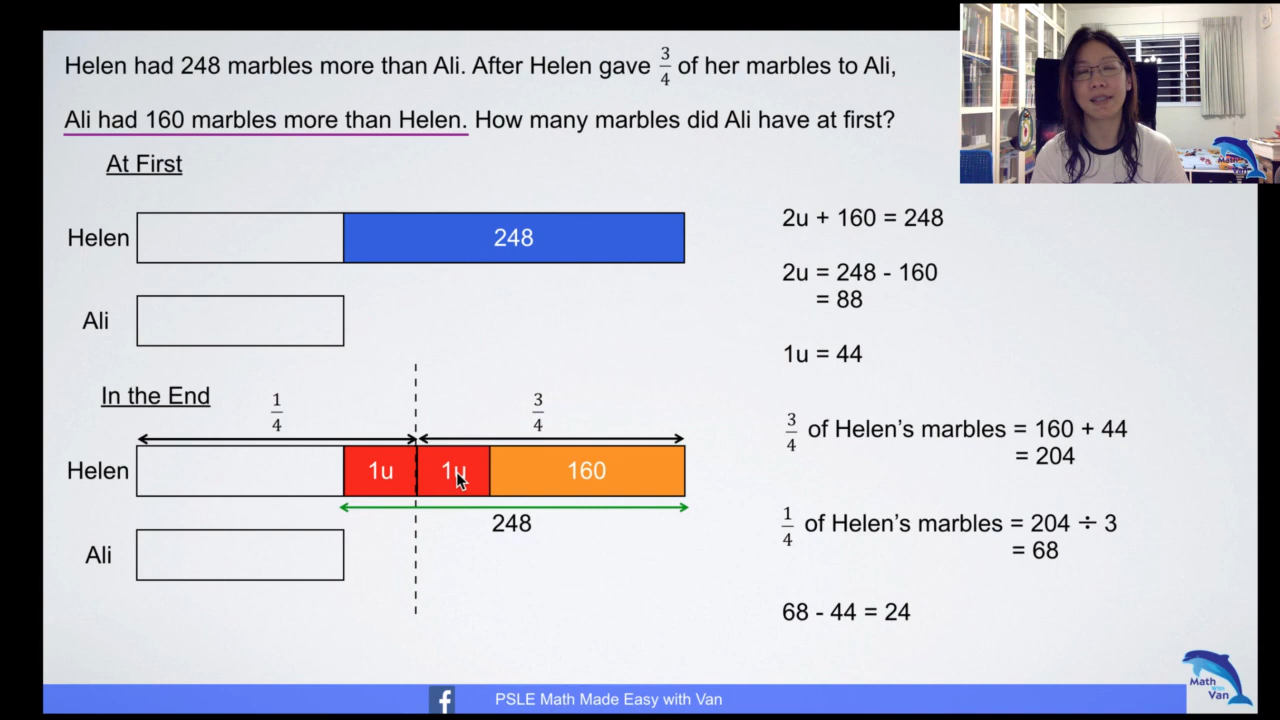 Helen had 248 marbles more than Ali. After Helen gave 3/4 of her marbles to Ali,
Ali had 160 marbles more than Helen. How many marbles did Ali have at first?
At First
Helen
248
Ali
In the End
1/4
3/4
Helen
1u
1u
160
248
Ali
2u + 160 = 248
2u = 248 - 160
= 88
1u = 44
3/4 of Helen's marbles = 160 + 44
= 204
1/4 of Helen's marbles = 204 ÷ 3
= 68
68 - 44 = 24
Math
with
Van
f
PSLE Math Made Easy with Van
Math
with
Van